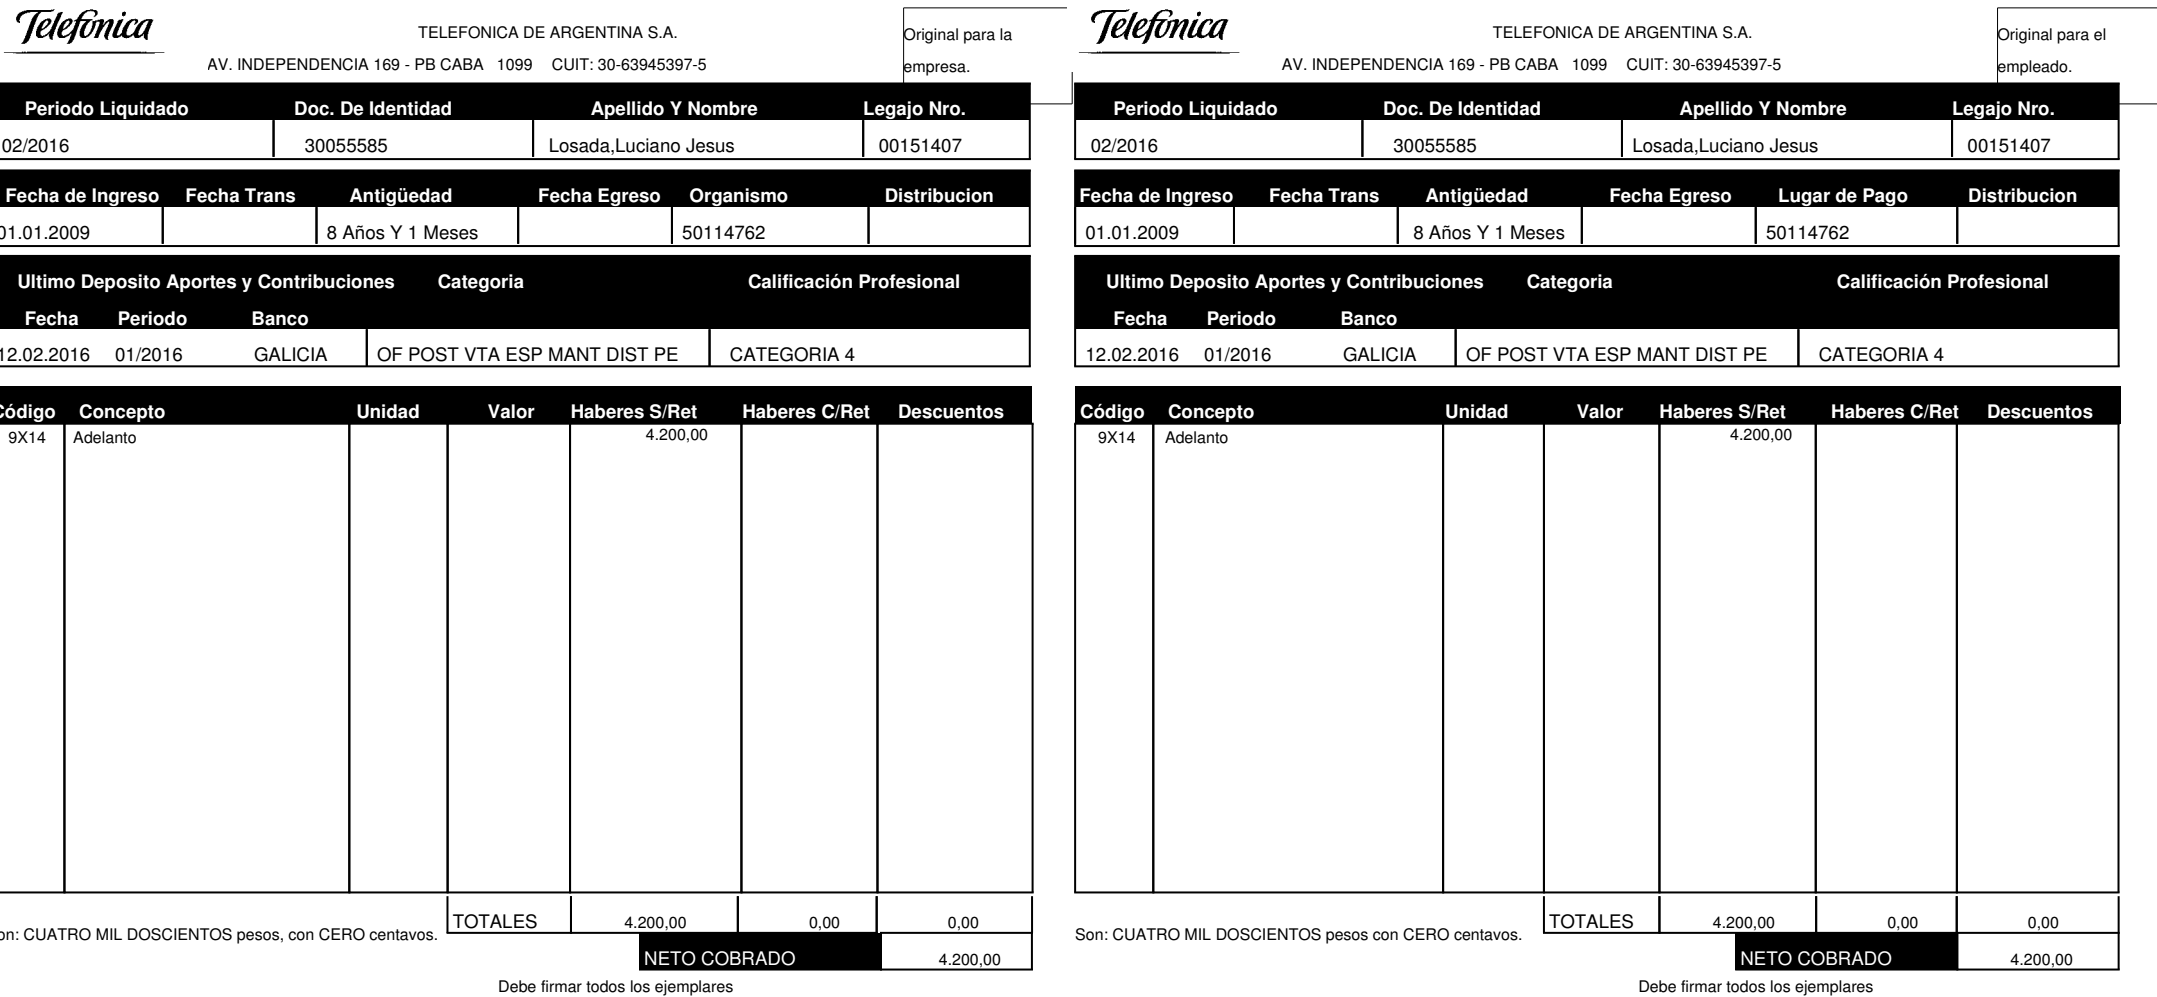 Telefónica
TELEFONICA DE ARGENTINA S.A.
AV. INDEPENDENCIA 169 - PB CABA 1099 CUIT: 30-63945397-5
Original para la
empresa.
Periodo Liquidado Doc. De Identidad Apellido Y Nombre Legajo Nro.
02/2016 30055585 Losada,Luciano Jesus 00151407
Fecha de Ingreso Fecha Trans Antigüedad Fecha Egreso Organismo Distribucion
01.01.2009 8 Años Y 1 Meses 50114762
Ultimo Deposito Aportes y Contribuciones Categoria Calificación Profesional
Fecha Periodo Banco
12.02.2016 01/2016 GALICIA OF POST VTA ESP MANT DIST PE CATEGORIA 4
Código Concepto Unidad Valor Haberes S/Ret Haberes C/Ret Descuentos
9X14 Adelanto 4.200,00
TOTALES 4.200,00 0,00 0,00
on: CUATRO MIL DOSCIENTOS pesos, con CERO centavos.
NETO COBRADO 4.200,00
Debe firmar todos los ejemplares
Telefónica
TELEFONICA DE ARGENTINA S.A.
AV. INDEPENDENCIA 169 - PB CABA 1099 CUIT: 30-63945397-5
Original para el
empleado.
Periodo Liquidado Doc. De Identidad Apellido Y Nombre Legajo Nro.
02/2016 30055585 Losada,Luciano Jesus 00151407
Fecha de Ingreso Fecha Trans Antigüedad Fecha Egreso Lugar de Pago Distribucion
01.01.2009 8 Años Y 1 Meses 50114762
Ultimo Deposito Aportes y Contribuciones Categoria Calificación Profesional
Fecha Periodo Banco
12.02.2016 01/2016 GALICIA OF POST VTA ESP MANT DIST PE CATEGORIA 4
Código Concepto Unidad Valor Haberes S/Ret Haberes C/Ret Descuentos
9X14 Adelanto 4.200,00
TOTALES 4.200,00 0,00 0,00
Son: CUATRO MIL DOSCIENTOS pesos con CERO centavos.
NETO COBRADO 4.200,00
Debe firmar todos los ejemplares